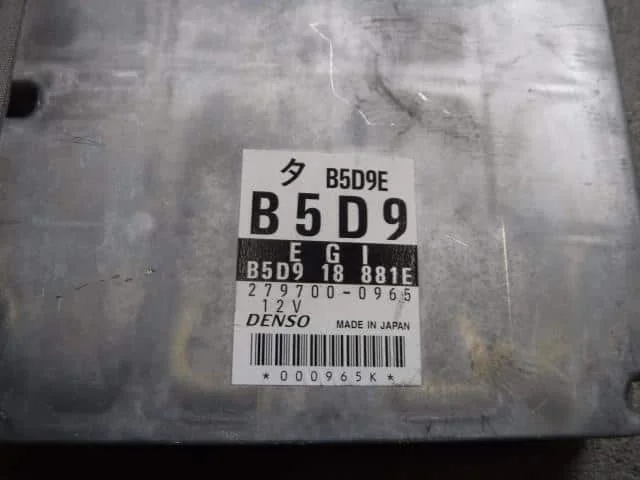 タ B5D9E
B5D9
EGI
B5D9 18 881E
279700-0965
12V
DENSO MADE IN JAPAN
*000965K*